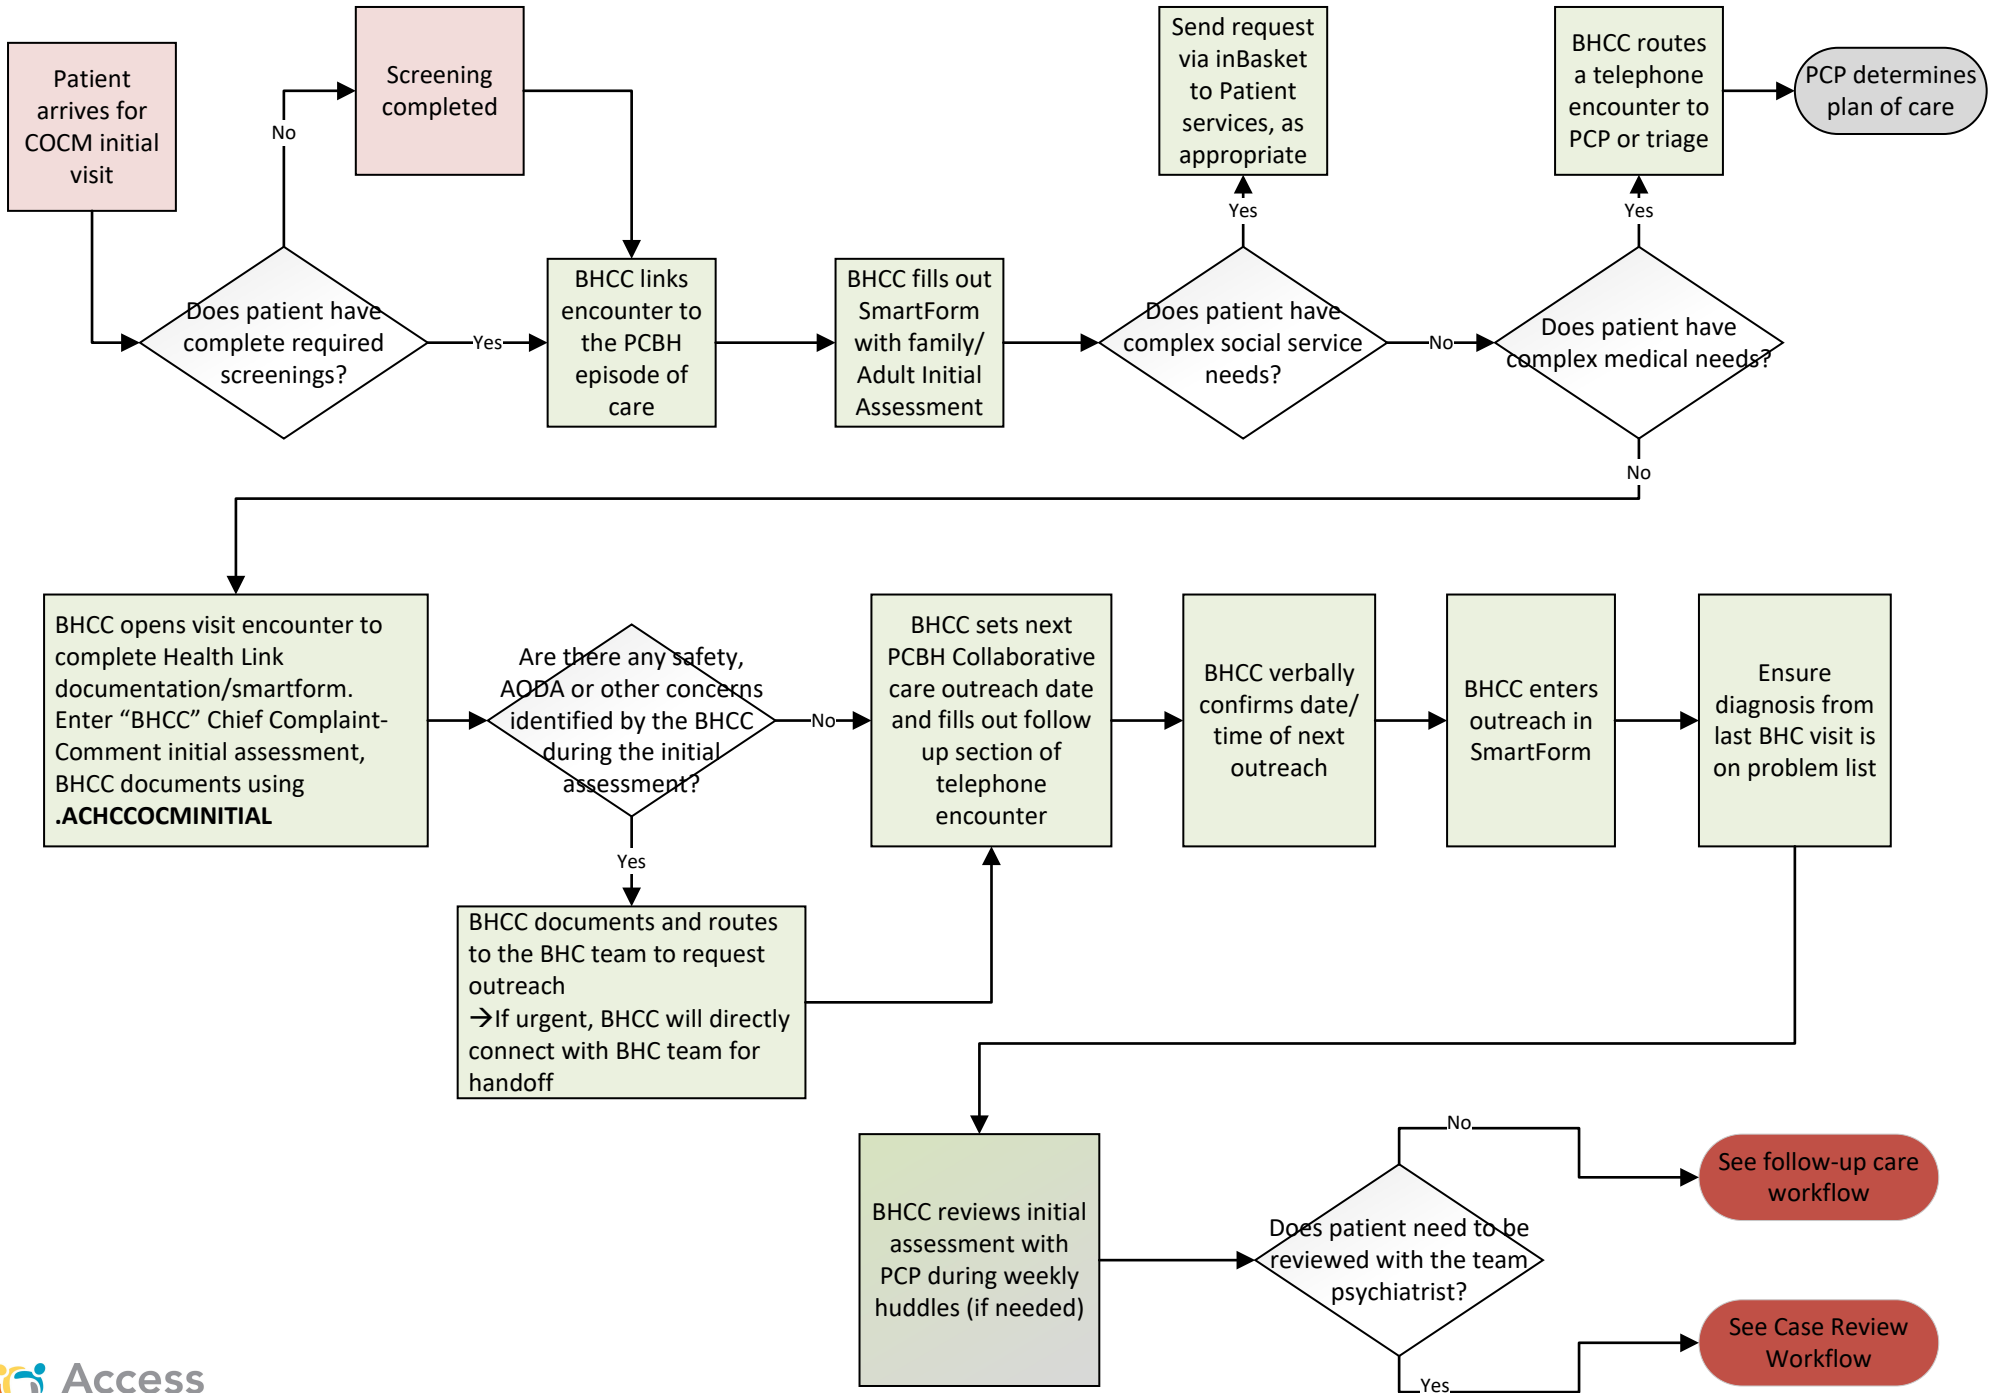 Patient
arrives for
COCM initial
visit
No
Screening
completed
Does patient have
complete required
screenings?
Yes
BHCC links
encounter to
the PCBH
episode of
care
BHCC fills out
SmartForm
with family/
Adult Initial
Assessment
Send request
via inBasket
to Patient
services, as
appropriate
Yes
Does patient have
complex social service
needs?
No
BHCC routes
a telephone
encounter to
PCP or triage
PCP determines
plan of care
Yes
Does patient have
complex medical needs?
No
BHCC opens visit encounter to
complete Health Link
documentation/smartform.
Enter “BHCC” Chief Complaint-
Comment initial assessment,
BHCC documents using
.ACHCCOCMINITIAL
Are there any safety,
AODA or other concerns
identified by the BHCC
during the initial
assessment?
No
Yes
BHCC documents and routes
to the BHC team to request
outreach
→If urgent, BHCC will directly
connect with BHC team for
handoff
BHCC sets next
PCBH Collaborative
care outreach date
and fills out follow
up section of
telephone
encounter
BHCC verbally
confirms date/
time of next
outreach
BHCC enters
outreach in
SmartForm
Ensure
diagnosis from
last BHC visit is
on problem list
BHCC reviews initial
assessment with
PCP during weekly
huddles (if needed)
Does patient need to be
reviewed with the team
psychiatrist?
No
See follow-up care
workflow
Yes
See Case Review
Workflow
Access